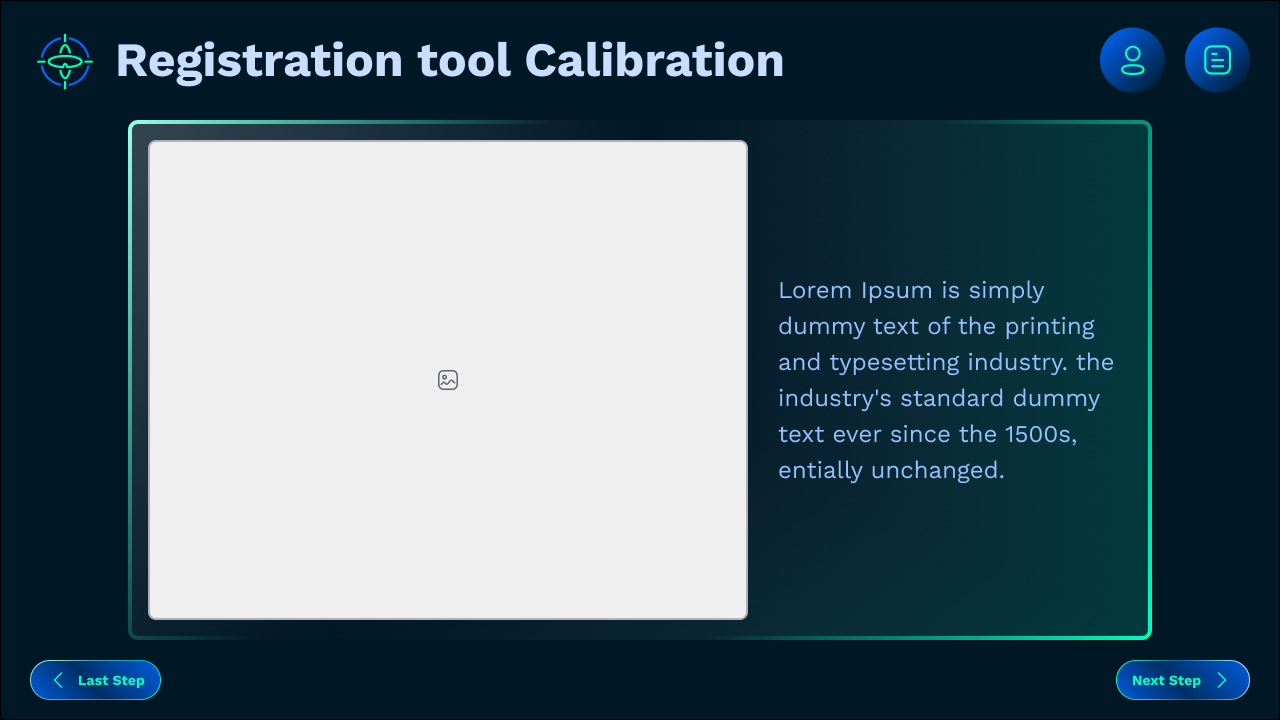 Registration tool Calibration
Lorem Ipsum is simply
dummy text of the printing
and typesetting industry. the
industry's standard dummy
text ever since the 1500s,
entially unchanged.
Last Step
Next Step